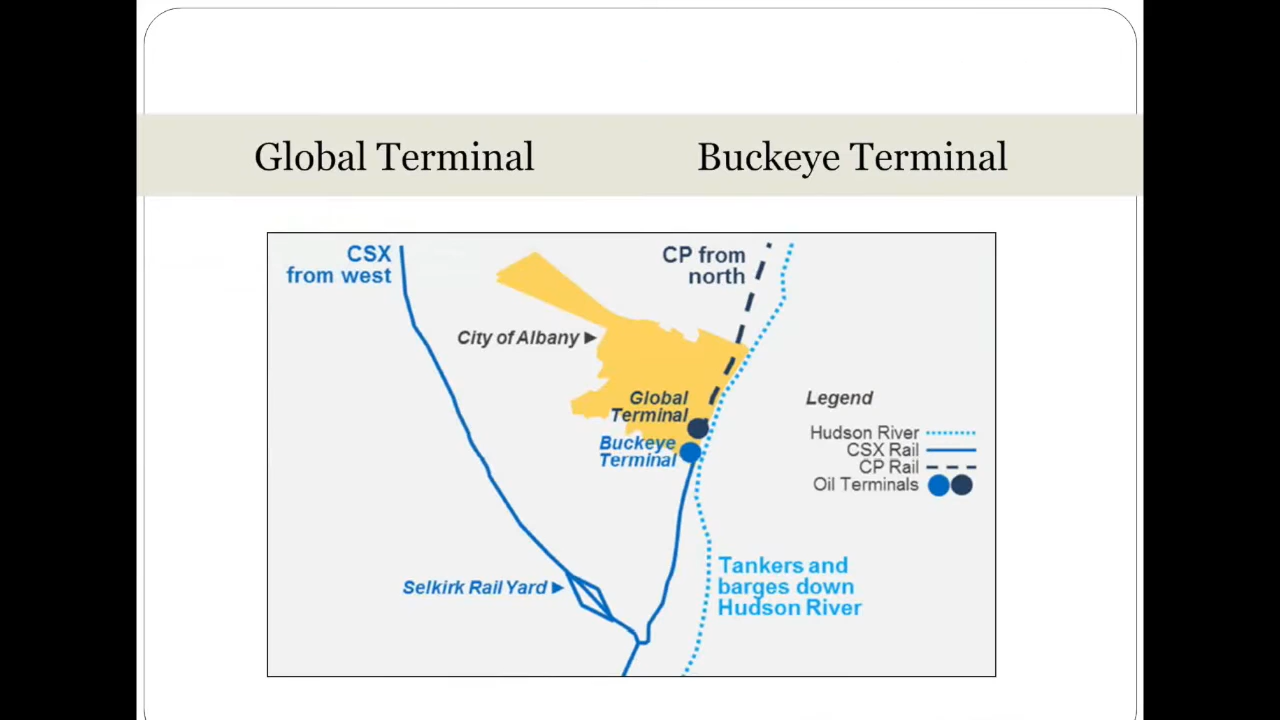 Global Terminal
Buckeye Terminal
CSX
from west
CP from
north
City of Albany
Global
Terminal
Buckeye
Terminal
Legend
Hudson River
CSX Rail
CP Rail
Oil Terminals
Selkirk Rail Yard
Tankers and
barges down
Hudson River